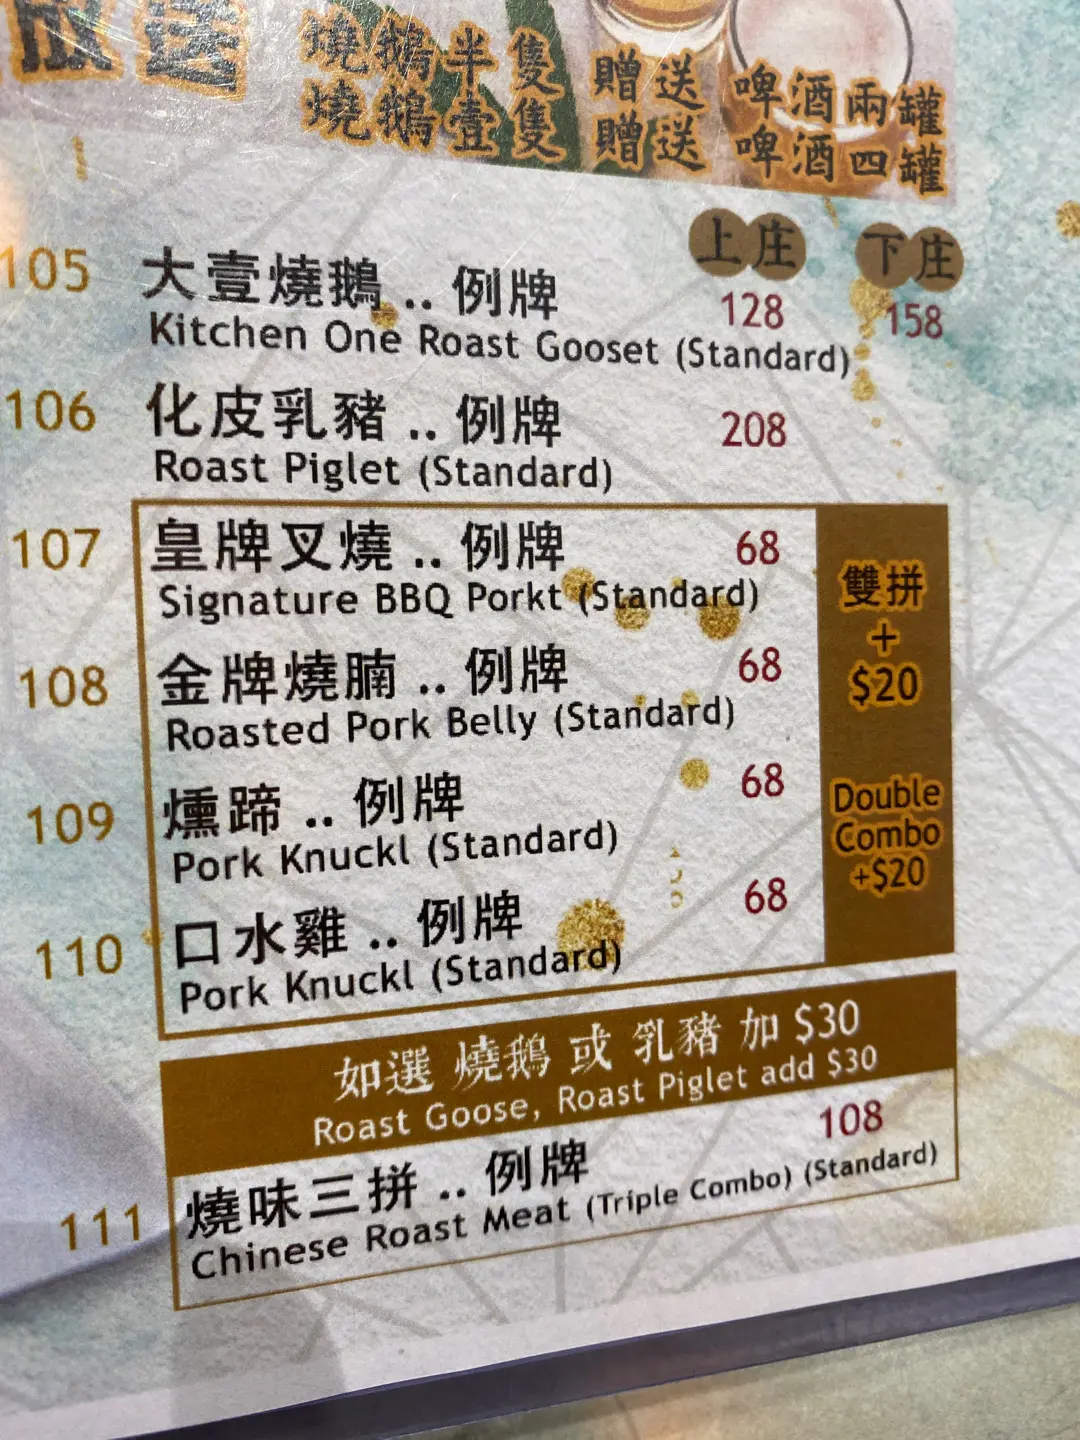 放送
燒鵝半隻 贈送 啤酒兩罐
燒鵝壹隻 贈送 啤酒四罐
上庄 下庄
105 大壹燒鵝 .. 例牌 128 158
Kitchen One Roast Gooset (Standard)
106 化皮乳豬 .. 例牌 208
Roast Piglet (Standard)
107 皇牌叉燒 .. 例牌 68
Signature BBQ Porkt (Standard)
108 金牌燒腩 .. 例牌 68
Roasted Pork Belly (Standard)
109 燻蹄 .. 例牌 68
Pork Knuckl (Standard)
110 口水雞 .. 例牌 68
Pork Knuckl (Standard)
雙拼
+
$20
Double
Combo
+$20
如選 燒鵝 或 乳豬 加 $30
Roast Goose, Roast Piglet add $30
111 燒味三拼 .. 例牌 108
Chinese Roast Meat (Triple Combo) (Standard)